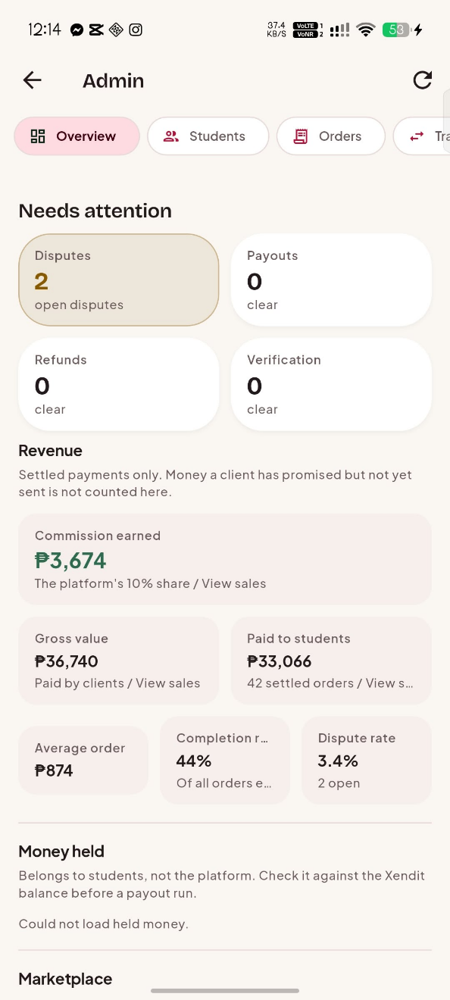 12:14
37.4 KB/S VoLTE 1 VoNR 2 53
Admin
Overview Students Orders Tra
Needs attention
Disputes
2
open disputes
Payouts
0
clear
Refunds
0
clear
Verification
0
clear
Revenue
Settled payments only. Money a client has promised but not yet
sent is not counted here.
Commission earned
₱3,674
The platform's 10% share / View sales
Gross value
₱36,740
Paid by clients / View sales
Paid to students
₱33,066
42 settled orders / View s...
Average order
₱874
Completion r...
44%
Of all orders e...
Dispute rate
3.4%
2 open
Money held
Belongs to students, not the platform. Check it against the Xendit
balance before a payout run.
Could not load held money.
Marketplace